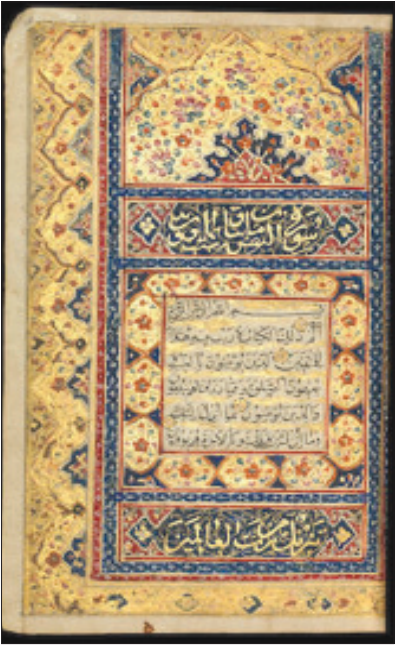 بسم الله الرحمن الرحيم
الم ذلك الكتاب لا ريب فيه هدى
للمتقين الذين يؤمنون بالغيب
ويقيمون الصلوة ومما رزقناهم ينفقون
والذين يؤمنون بما انزل اليك
وما انزل من قبلك وبالآخرة هم يوقنون
تنزيل من رب العالمين